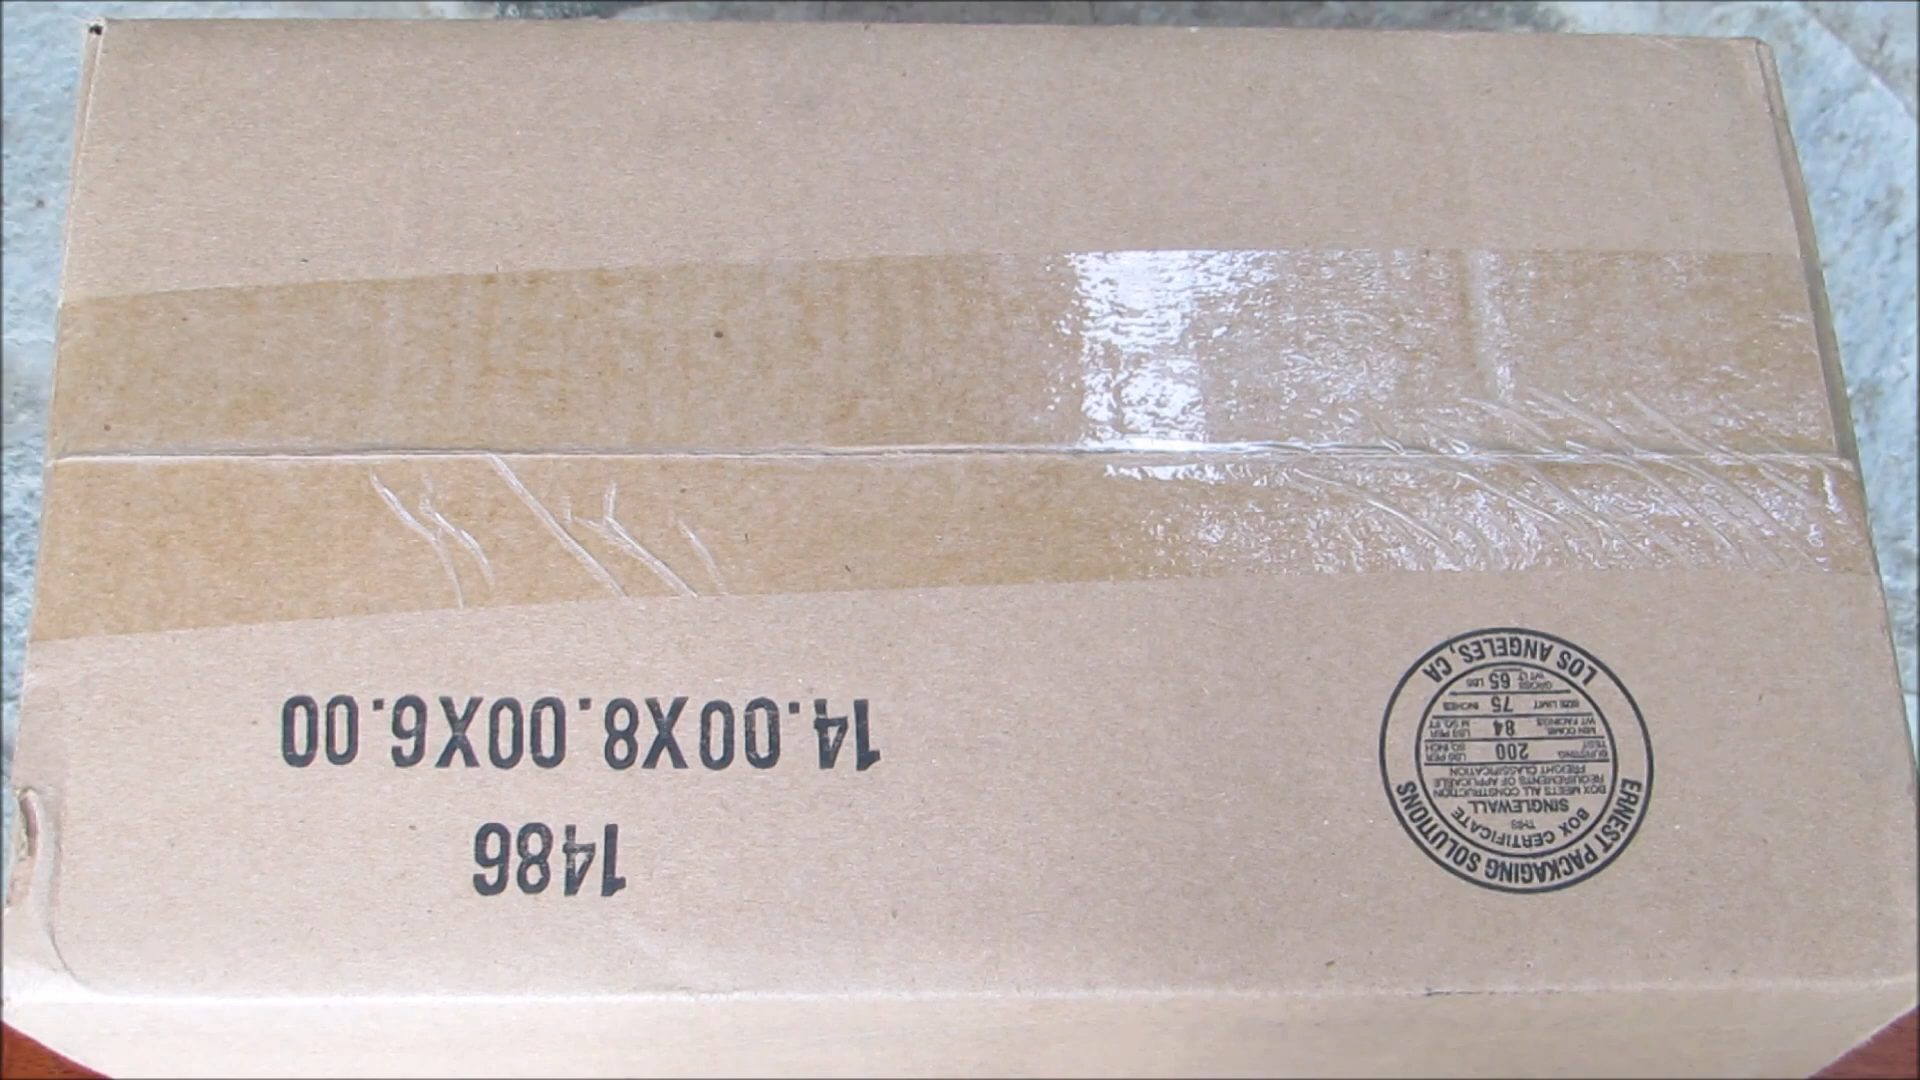 1486
14.00X8.00X6.00
ERNEST PACKAGING SOLUTIONS
BOX CERTIFICATE
THIS
SINGLEWALL
BOX MEETS ALL CONSTRUCTION
REQUIREMENTS OF APPLICABLE
FREIGHT CLASSIFICATION
BURSTING TEST 200 LBS PER SQ. INCH
MIN COMB. WT FACINGS 84 LBS PER M SQ. FT.
SIZE LIMIT 75 INCHES
GROSS WT LT 65 LBS
LOS ANGELES, CA